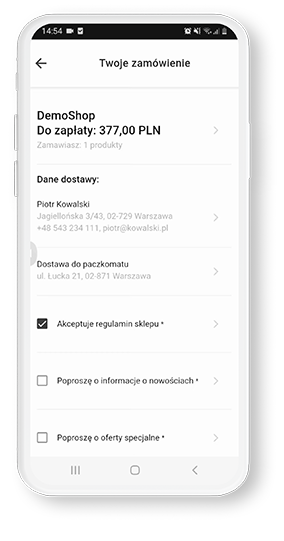 14:54
Twoje zamówienie
DemoShop
Do zapłaty: 377,00 PLN
Zamawiasz: 1 produkty
Dane dostawy:
Piotr Kowalski
Jagiellońska 3/43, 02-729 Warszawa
+48 543 234 111, piotr@kowalski.pl
Dostawa do paczkomatu
ul. Łucka 21, 02-871 Warszawa
Akceptuje regulamin sklepu *
Poproszę o informacje o nowościach *
Poproszę o oferty specjalne *